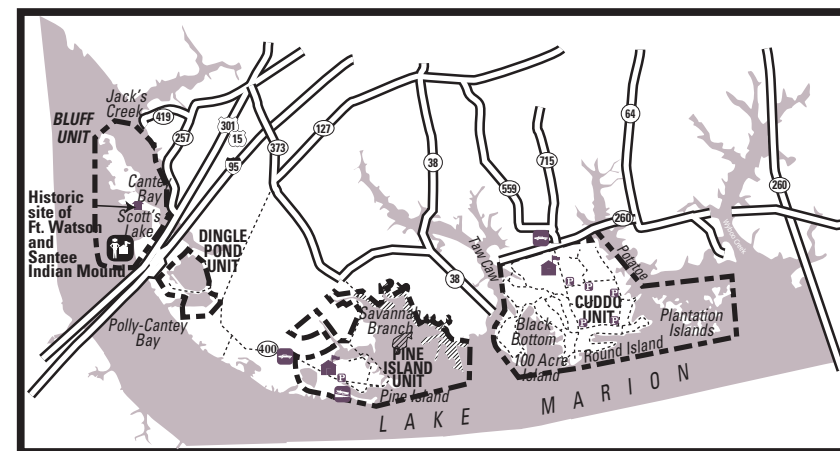 Jack's
Creek
BLUFF
UNIT
419
257
301
15
95
373
127
38
559
715
64
260
260
Cantey
Bay
Scott's
Lake
Historic
site of
Ft. Watson
and
Santee
Indian Mound
DINGLE
POND
UNIT
Polly-Cantey
Bay
400
38
Savannah
Branch
PINE
ISLAND
UNIT
Pine Island
Taw Caw
Potatoe
P
P
P
P
P
P
P
CUDDO
UNIT
Black
Bottom
100 Acre
Island
Round Island
Plantation
Islands
LAKE MARION